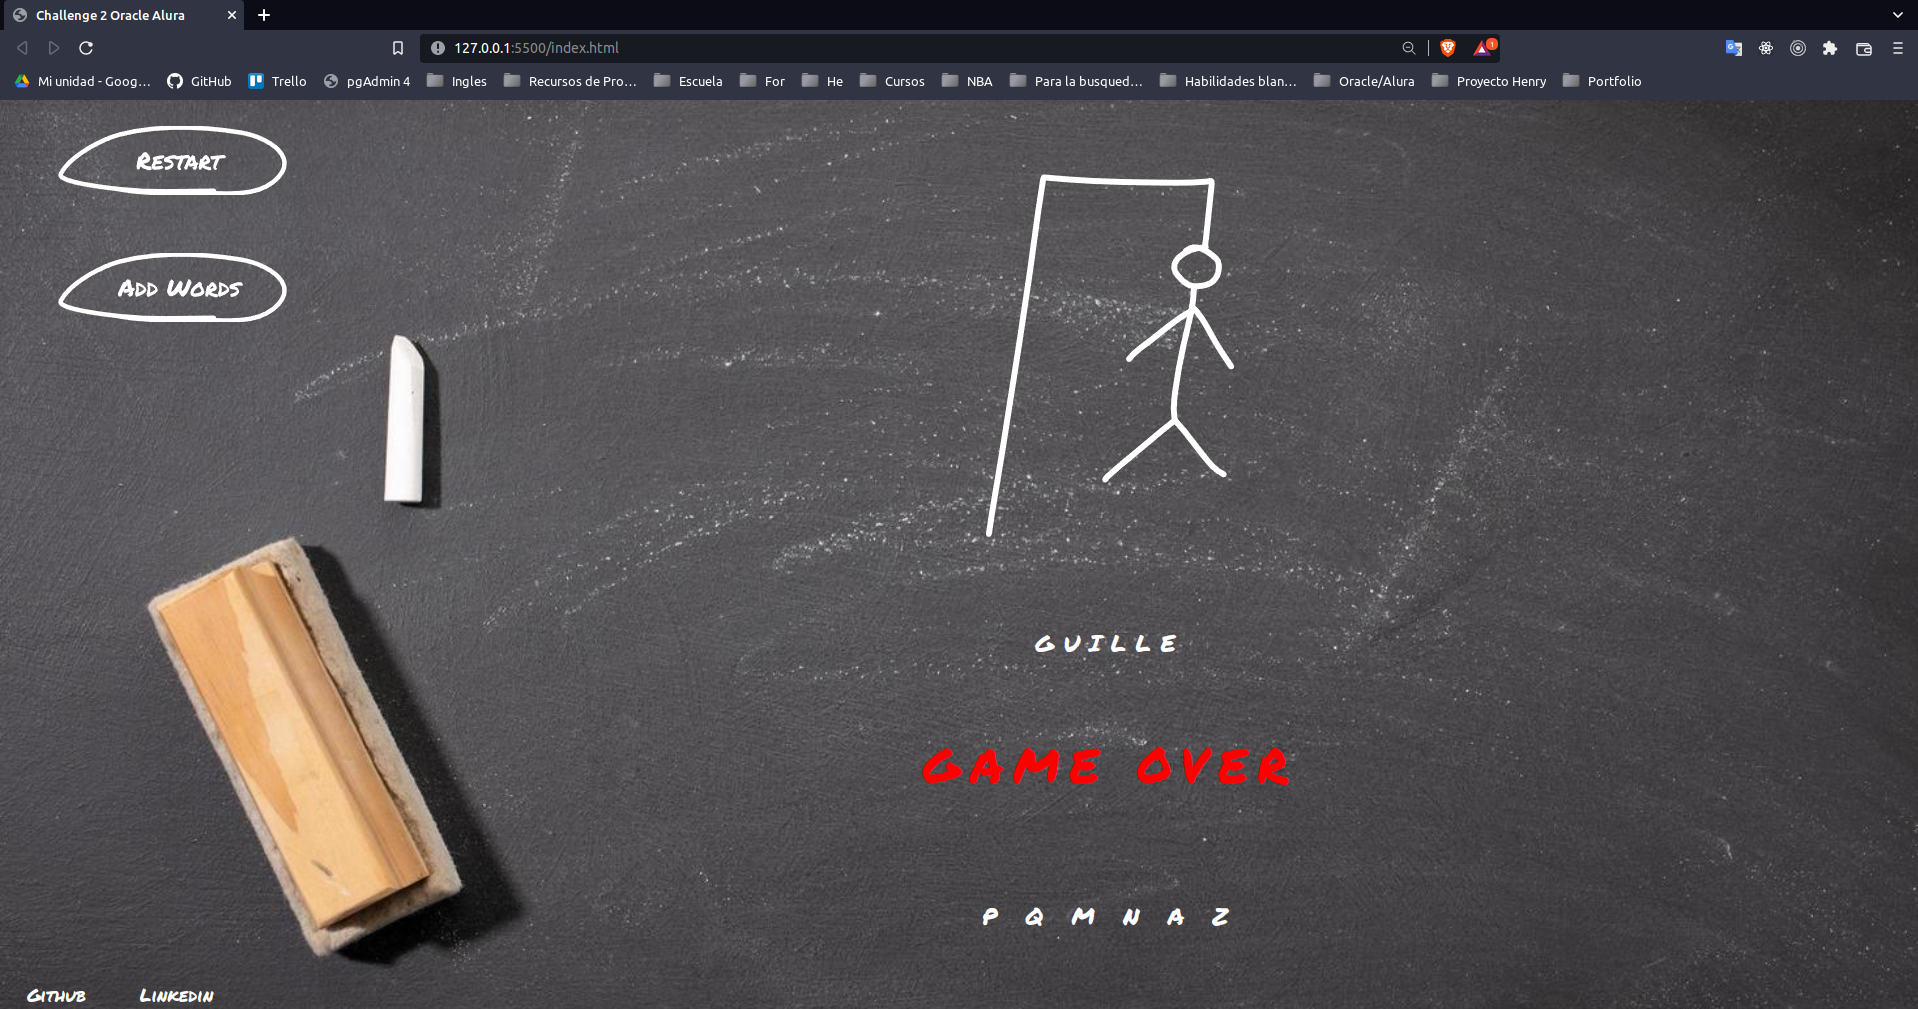 Challenge 2 Oracle Alura
127.0.0.1:5500/index.html
1
Mi unidad - Goog... GitHub Trello pgAdmin 4 Ingles Recursos de Pro... Escuela For He Cursos NBA Para la busqued... Habilidades blan... Oracle/Alura Proyecto Henry Portfolio
RESTART
ADD WORDS
GUILLE
GAME OVER
P Q M N A Z
GITHUB LINKEDIN